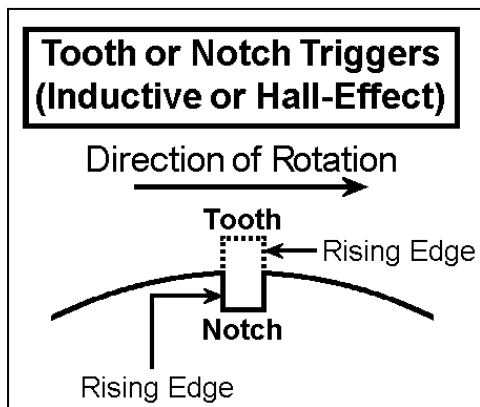 Tooth or Notch Triggers
(Inductive or Hall-Effect)
Direction of Rotation
Tooth
Rising Edge
Notch
Rising Edge